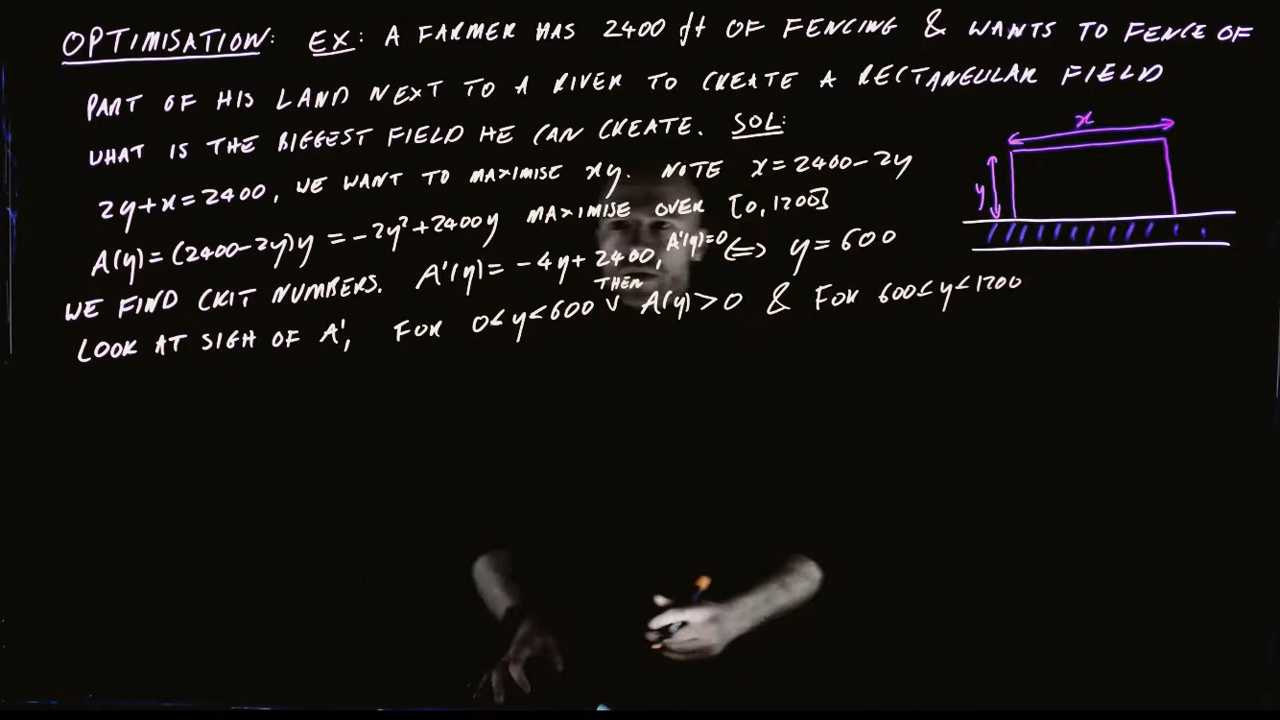 OPTIMISATION: EX: A FARMER HAS 2400 ft OF FENCING & WANTS TO FENCE OF
PART OF HIS LAND NEXT TO A RIVER TO CREATE A RECTANGULAR FIELD
WHAT IS THE BIGGEST FIELD HE CAN CREATE. SOL:
x
y
2y+x=2400, WE WANT TO MAXIMISE xy. NOTE x=2400-2y
A(y)=(2400-2y)y=-2y²+2400y MAXIMISE OVER [0,1200]
WE FIND CRIT NUMBERS. A'(y)=-4y+2400, A'(y)=0 <=> y=600
LOOK AT SIGH OF A', FOR 0<y<600 THEN A(y)>0 & FOR 600<y<1200